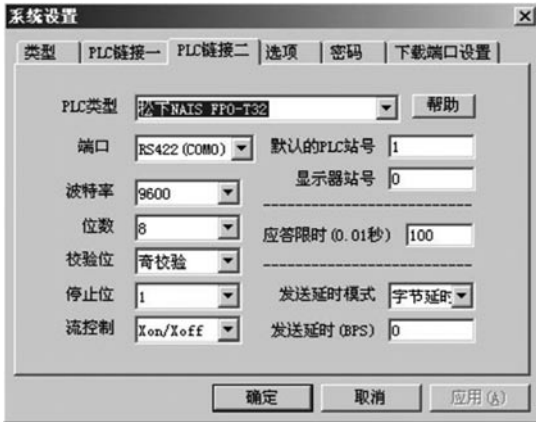 系统设置
类型 PLC链接一 PLC链接二 选项 密码 下载端口设置
PLC类型 松下NAIS FPO-T32 帮助
端口 RS422(COM0) 默认的PLC站号 1
显示器站号 0
波特率 9600
位数 8 应答限时(0.01秒) 100
校验位 奇校验
停止位 1 发送延时模式 字节延时
流控制 Xon/Xoff 发送延时(BPS) 0
确定 取消 应用(A)